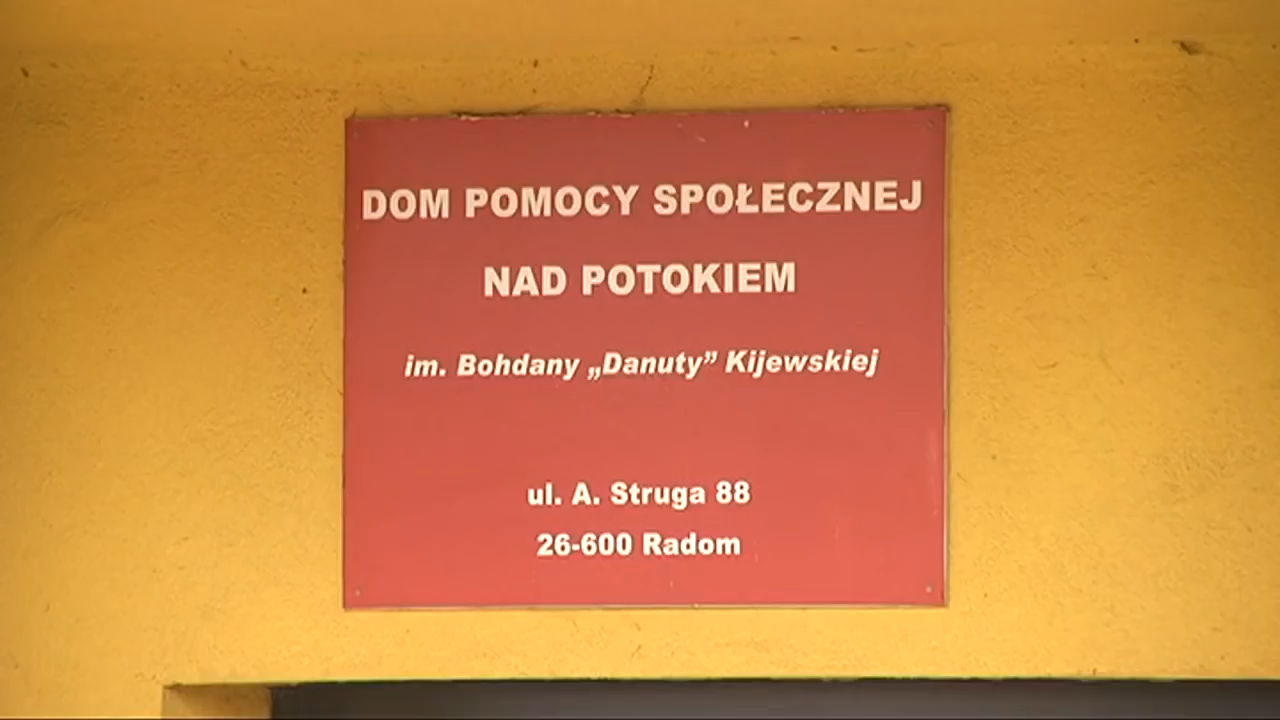 DOM POMOCY SPOŁECZNEJ
NAD POTOKIEM
im. Bohdany „Danuty” Kijewskiej
ul. A. Struga 88
26-600 Radom